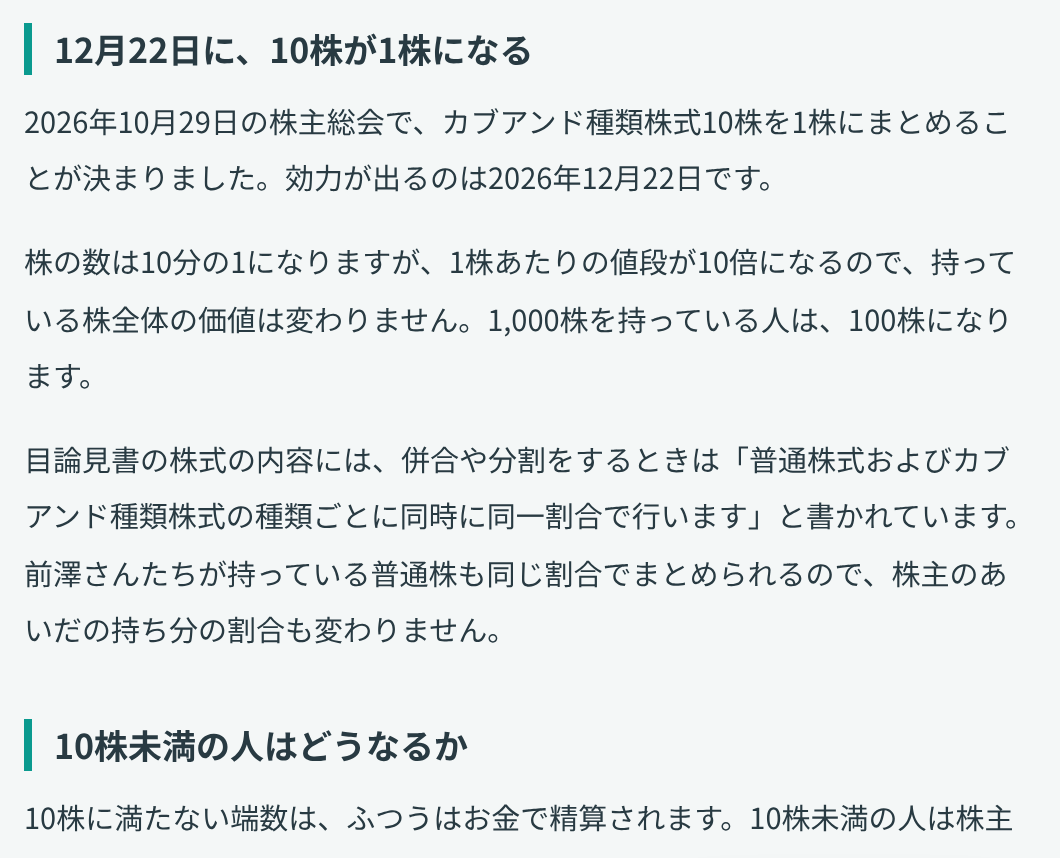 12月22日に、10株が1株になる
2026年10月29日の株主総会で、カブアンド種類株式10株を1株にまとめるこ
とが決まりました。効力が出るのは2026年12月22日です。
株の数は10分の1になりますが、1株あたりの値段が10倍になるので、持って
いる株全体の価値は変わりません。1,000株を持っている人は、100株になり
ます。
目論見書の株式の内容には、併合や分割をするときは「普通株式およびカブ
アンド種類株式の種類ごとに同時に同一割合で行います」と書かれています。
前澤さんたちが持っている普通株も同じ割合でまとめられるので、株主のあ
いだの持ち分の割合も変わりません。
10株未満の人はどうなるか
10株に満たない端数は、ふつうはお金で精算されます。10株未満の人は株主